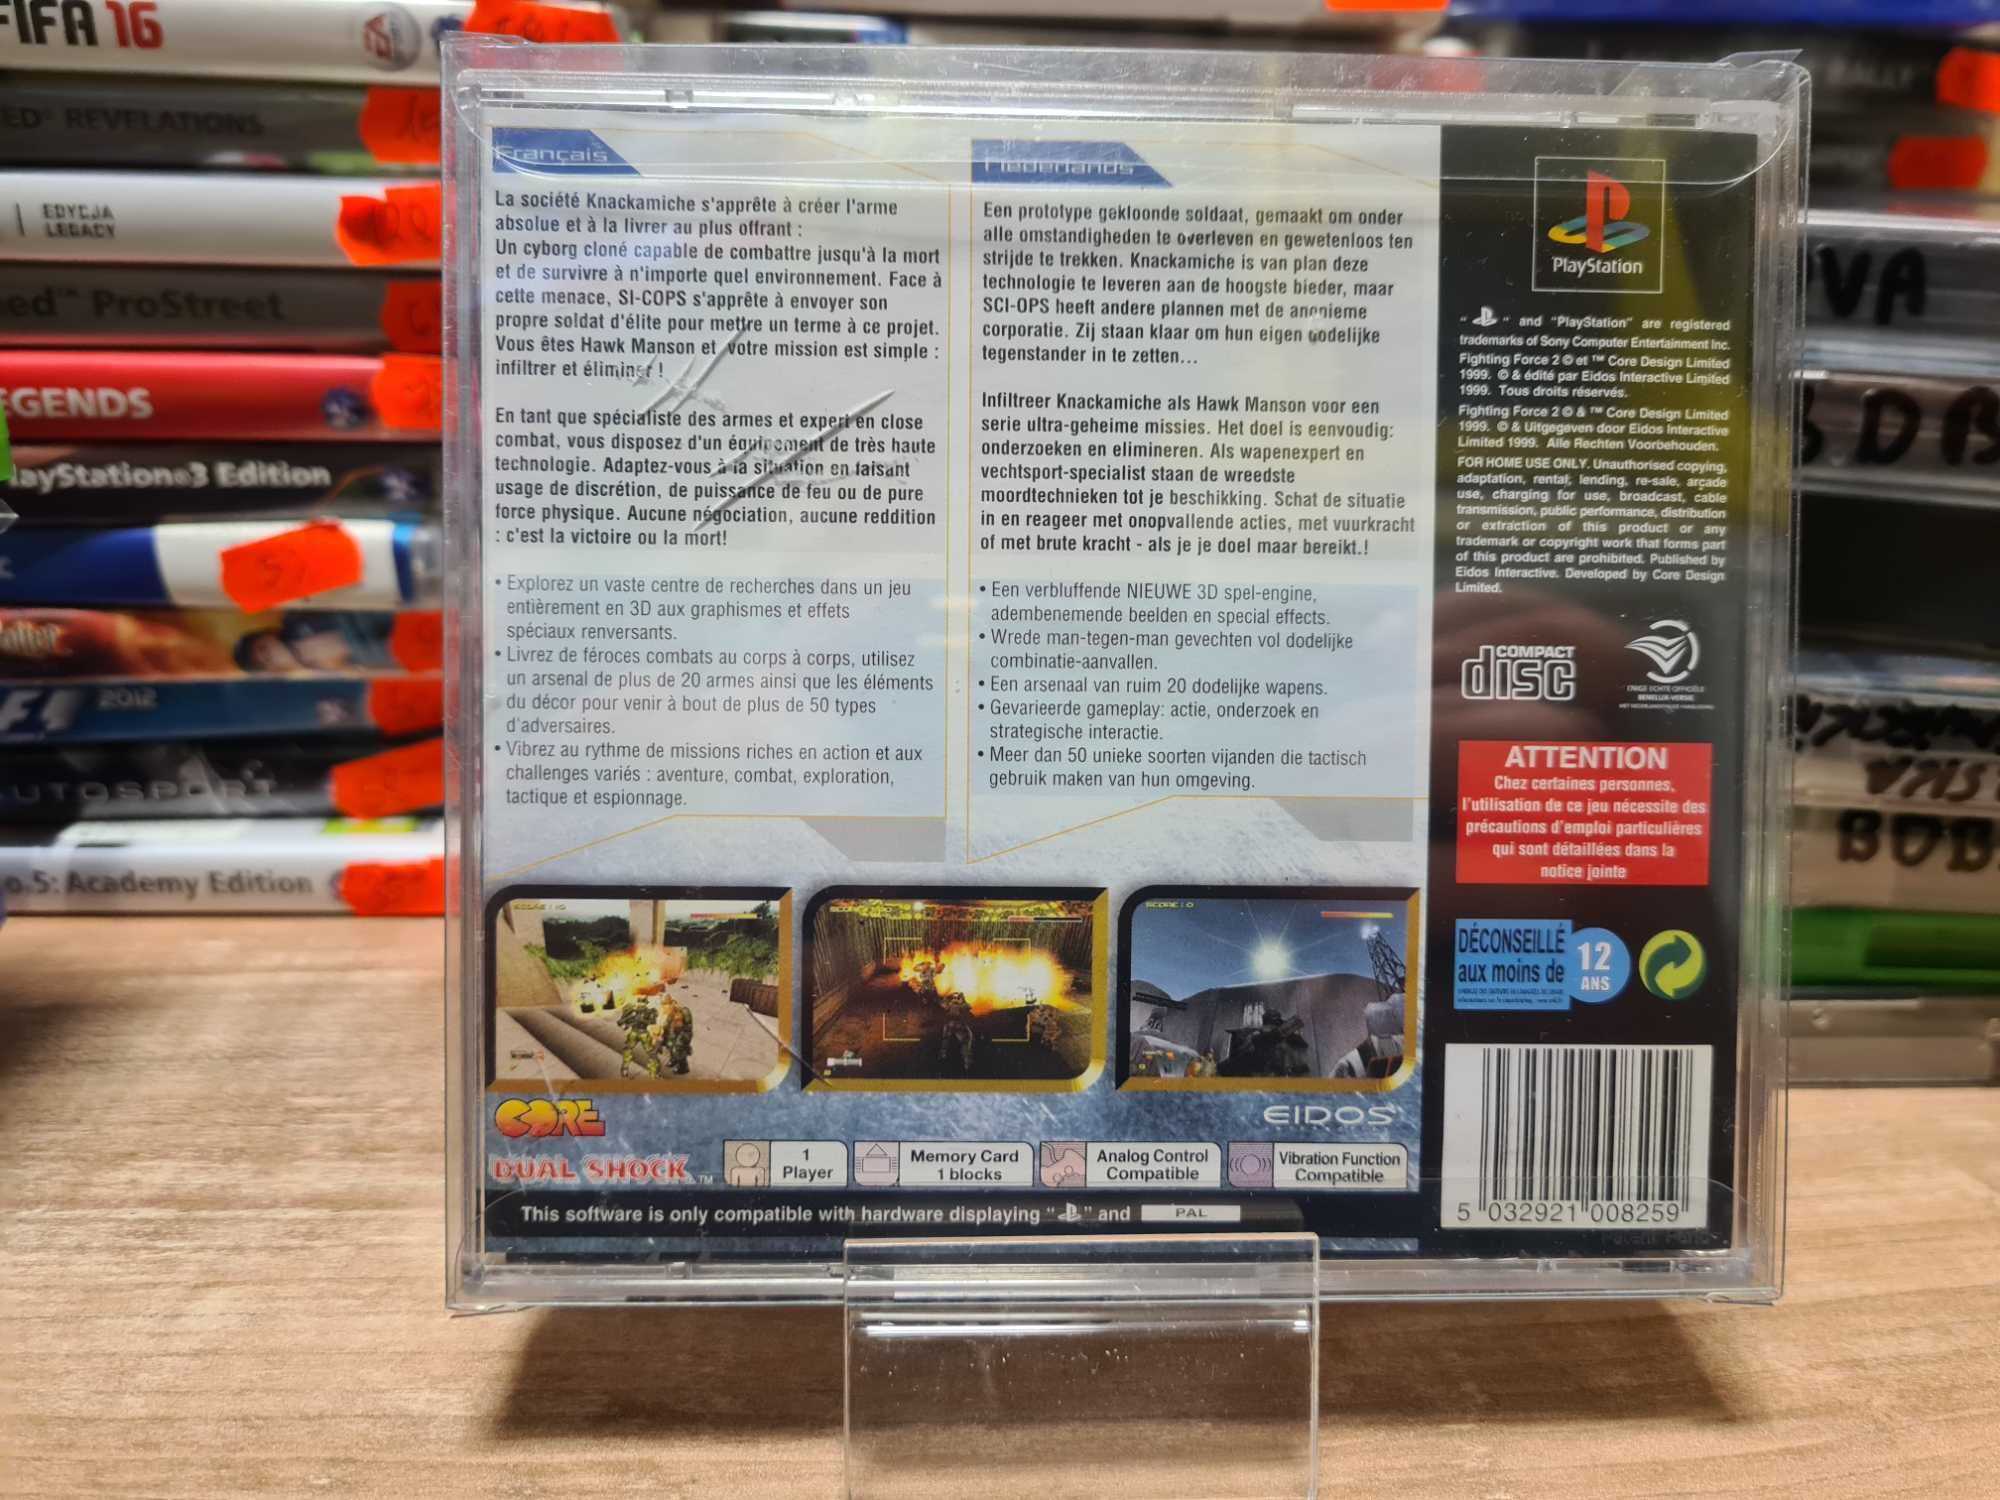 FIFA 16
ED REVELATIONS
EDYCJA
LEGACY
ed™ ProStreet
EGENDS
layStation®3 Edition
2012
AUTOSPORT
o.5: Academy Edition
Français
La société Knackamiche s'apprête à créer l'arme
absolue et à la livrer au plus offrant :
Un cyborg cloné capable de combattre jusqu'à la mort
et de survivre à n'importe quel environnement. Face à
cette menace, SI-COPS s'apprête à envoyer son
propre soldat d'élite pour mettre un terme à ce projet.
Vous êtes Hawk Manson et votre mission est simple :
infiltrer et éliminer !
En tant que spécialiste des armes et expert en close
combat, vous disposez d'un équipement de très haute
technologie. Adaptez-vous à la situation en faisant
usage de discrétion, de puissance de feu ou de pure
force physique. Aucune négociation, aucune reddition
: c'est la victoire ou la mort!
• Explorez un vaste centre de recherches dans un jeu
entièrement en 3D aux graphismes et effets
spéciaux renversants.
• Livrez de féroces combats au corps à corps, utilisez
un arsenal de plus de 20 armes ainsi que les éléments
du décor pour venir à bout de plus de 50 types
d'adversaires.
• Vibrez au rythme de missions riches en action et aux
challenges variés : aventure, combat, exploration,
tactique et espionnage.
Nederlands
Een prototype gekloonde soldaat, gemaakt om onder
alle omstandigheden te overleven en gewetenloos ten
strijde te trekken. Knackamiche is van plan deze
technologie te leveren aan de hoogste bieder, maar
SCI-OPS heeft andere plannen met de anonieme
corporatie. Zij staan klaar om hun eigen dodelijke
tegenstander in te zetten...
Infiltreer Knackamiche als Hawk Manson voor een
serie ultra-geheime missies. Het doel is eenvoudig:
onderzoeken en elimineren. Als wapenexpert en
vechtsport-specialist staan de wreedste
moordtechnieken tot je beschikking. Schat de situatie
in en reageer met onopvallende acties, met vuurkracht
of met brute kracht - als je je doel maar bereikt.!
• Een verbluffende NIEUWE 3D spel-engine,
adembenemende beelden en special effects.
• Wrede man-tegen-man gevechten vol dodelijke
combinatie-aanvallen.
• Een arsenaal van ruim 20 dodelijke wapens.
• Gevarieerde gameplay: actie, onderzoek en
strategische interactie.
• Meer dan 50 unieke soorten vijanden die tactisch
gebruik maken van hun omgeving.
PlayStation
" " and "PlayStation" are registered
trademarks of Sony Computer Entertainment Inc.
Fighting Force 2 © et ™ Core Design Limited
1999. © & édité par Eidos Interactive Limited
1999. Tous droits réservés.
Fighting Force 2 © & ™ Core Design Limited
1999. © & Uitgegeven door Eidos Interactive
Limited 1999. Alle Rechten Voorbehouden.
FOR HOME USE ONLY. Unauthorised copying,
adaptation, rental, lending, re-sale, arcade
use, charging for use, broadcast, cable
transmission, public performance, distribution
or extraction of this product or any
trademark or copyright work that forms part
of this product are prohibited. Published by
Eidos Interactive. Developed by Core Design
Limited.
COMPACT
disc
ENIGE ECHTE OFFICIËLE
BENELUX-VERSIE
ATTENTION
Chez certaines personnes,
l'utilisation de ce jeu nécessite des
précautions d'emploi particulières
qui sont détaillées dans la
notice jointe
DÉCONSEILLÉ
aux moins de
12
ANS
SCORE : 0
CORE
EIDOS
DUAL SHOCK™
1
Player
Memory Card
1 blocks
Analog Control
Compatible
Vibration Function
Compatible
This software is only compatible with hardware displaying " " and PAL
5 032921 008259